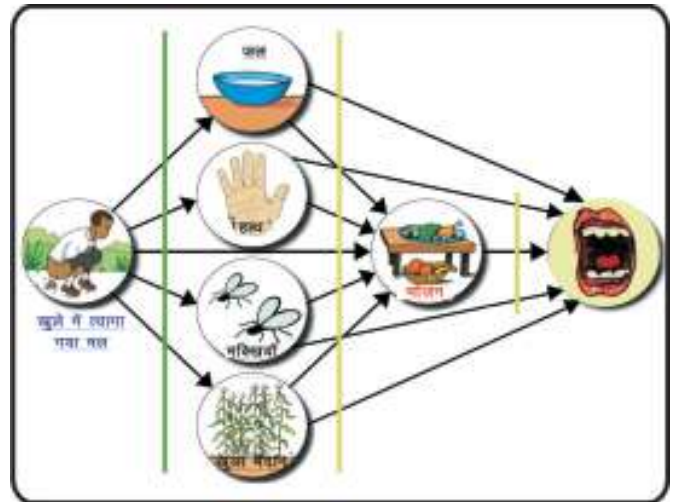 जल
हाथ
भोजन
खुले में त्यागा
गया मल
मक्खियाँ
खुला मैदान